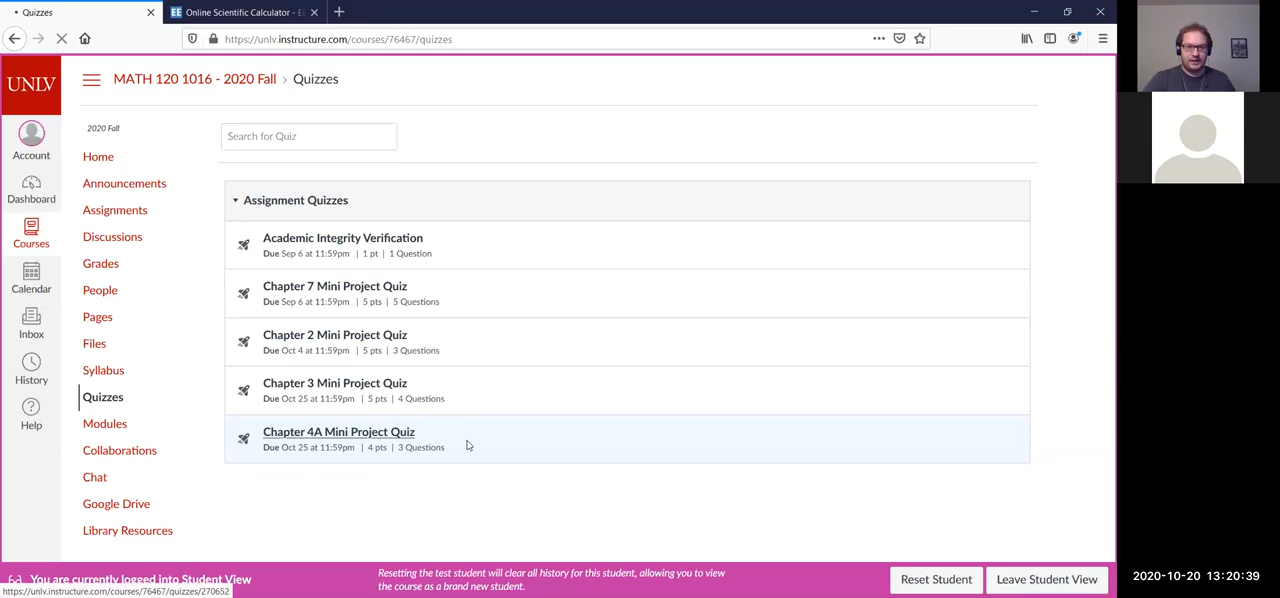 Quizzes
Online Scientific Calculator - E
https://unlv.instructure.com/courses/76467/quizzes
UNLV
MATH 120 1016 - 2020 Fall > Quizzes
2020 Fall
Search for Quiz
Account
Dashboard
Courses
Calendar
Inbox
History
Help
Home
Announcements
Assignments
Discussions
Grades
People
Pages
Files
Syllabus
Quizzes
Modules
Collaborations
Chat
Google Drive
Library Resources
Assignment Quizzes
Academic Integrity Verification
Due Sep 6 at 11:59pm | 1 pt | 1 Question
Chapter 7 Mini Project Quiz
Due Sep 6 at 11:59pm | 5 pts | 5 Questions
Chapter 2 Mini Project Quiz
Due Oct 4 at 11:59pm | 5 pts | 3 Questions
Chapter 3 Mini Project Quiz
Due Oct 25 at 11:59pm | 5 pts | 4 Questions
Chapter 4A Mini Project Quiz
Due Oct 25 at 11:59pm | 4 pts | 3 Questions
You are currently logged into Student View
Resetting the test student will clear all history for this student, allowing you to view
the course as a brand new student.
Reset Student
Leave Student View
https://unlv.instructure.com/courses/76467/quizzes/270652
2020-10-20 13:20:39